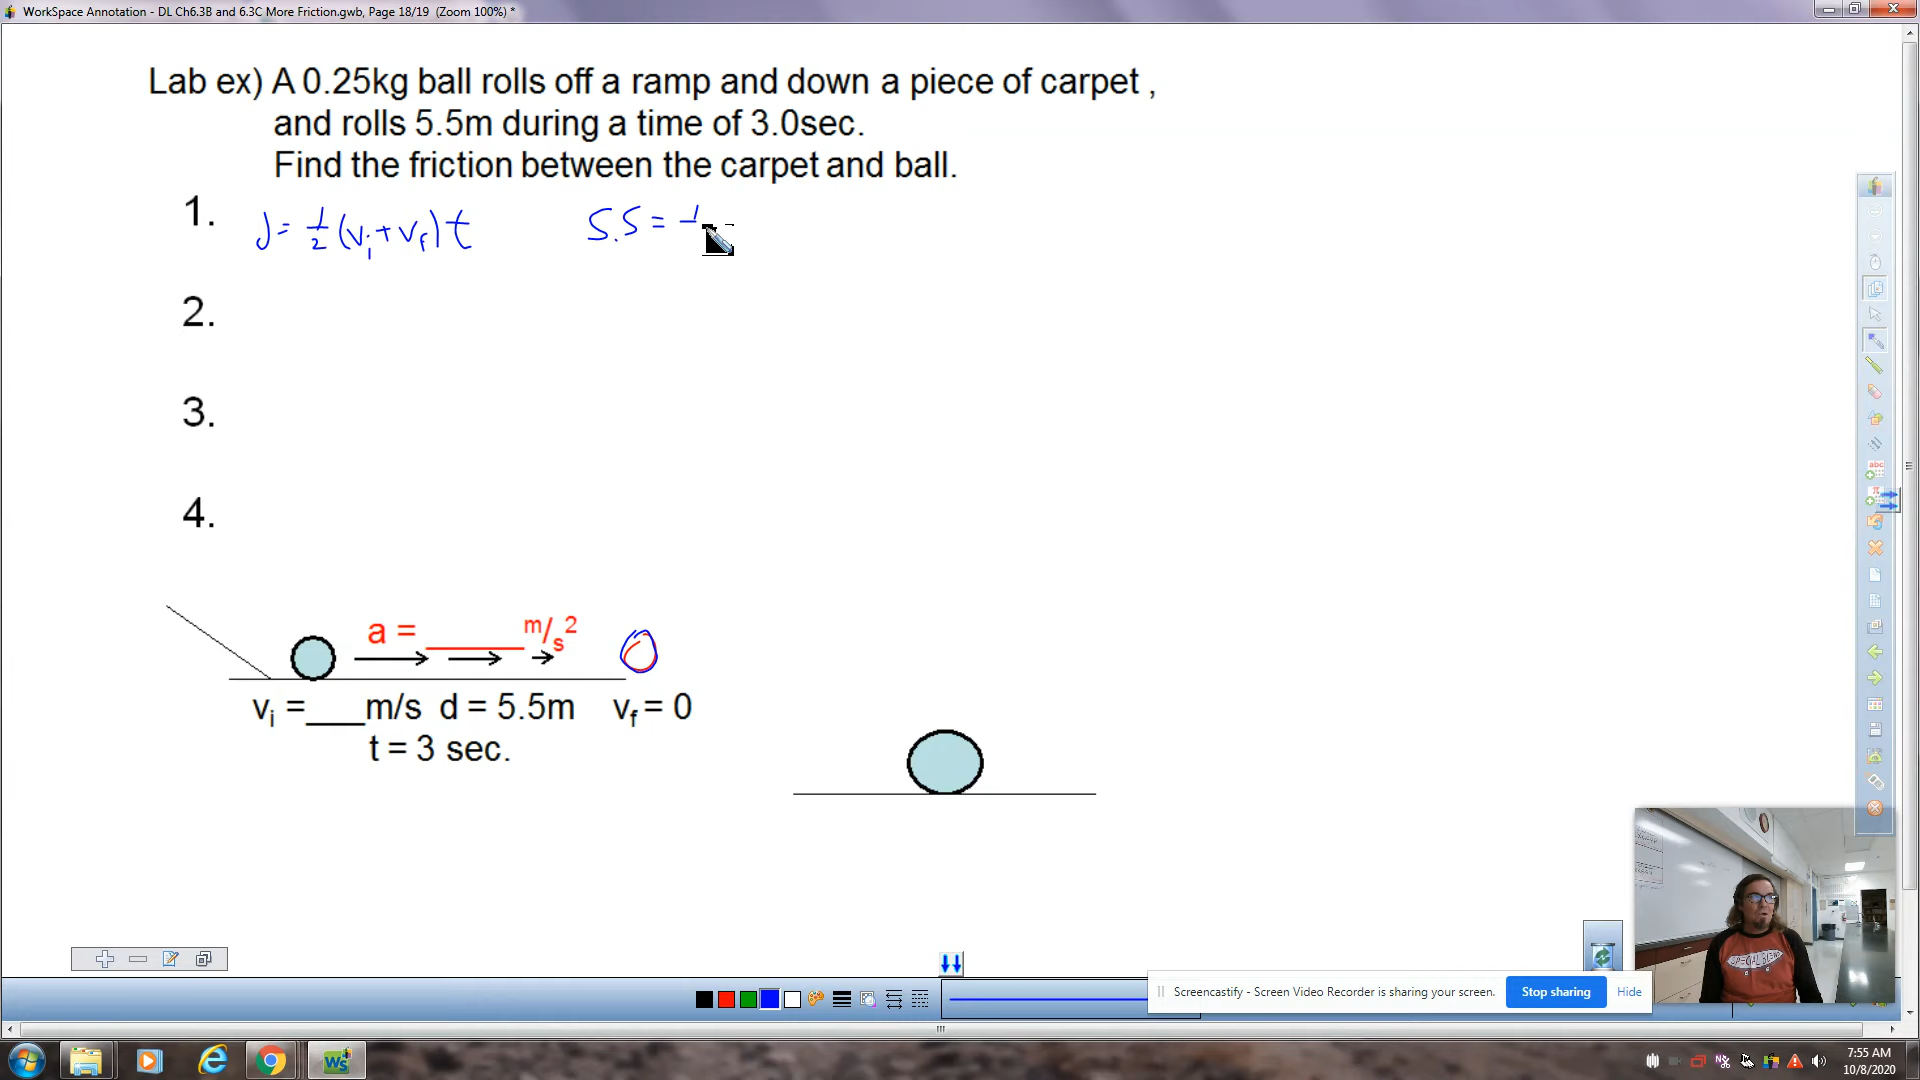 WorkSpace Annotation - DL Ch6.3B and 6.3C More Friction.gwb, Page 18/19 (Zoom 100%) *
Lab ex) A 0.25kg ball rolls off a ramp and down a piece of carpet ,
and rolls 5.5m during a time of 3.0sec.
Find the friction between the carpet and ball.
1. d = 1/2 (vi + vf) t 5.5 = 1
2.
3.
4.
a = ______ m/s²
vi =___m/s d = 5.5m vf = 0
t = 3 sec.
Screencastify - Screen Video Recorder is sharing your screen. Stop sharing Hide
7:55 AM
10/8/2020